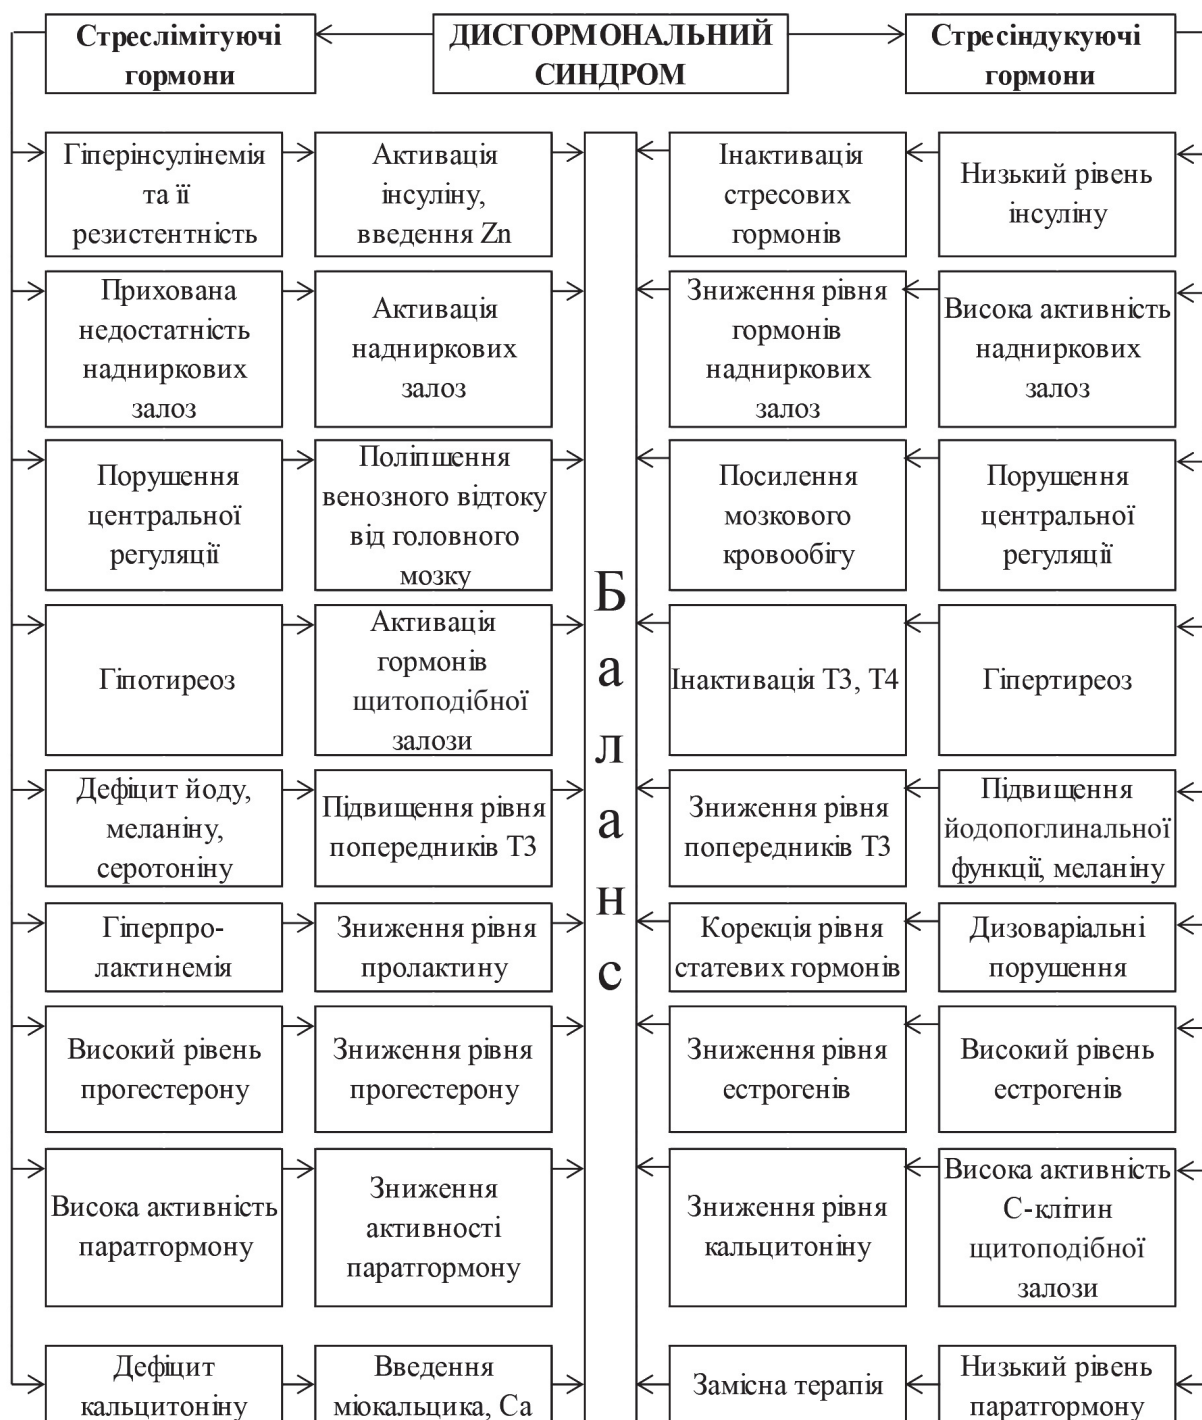 Стреслімітуючі
гормони
ДИСГОРМОНАЛЬНИЙ
СИНДРОМ
Стресіндукуючі
гормони
Гіперінсулінемія
та її
резистентність
Активація
інсуліну,
введення Zn
Інактивація
стресових
гормонів
Низький рівень
інсуліну
Прихована
недостатність
надниркових
залоз
Активація
надниркових
залоз
Зниження рівня
гормонів
надниркових
залоз
Висока активність
надниркових
залоз
Порушення
центральної
регуляції
Поліпшення
венозного відтоку
від головного
мозку
Посилення
мозкового
кровообігу
Порушення
центральної
регуляції
Гіпотиреоз
Активація
гормонів
щитоподібної
залози
Інактивація Т3, Т4
Гіпертиреоз
Дефіцит йоду,
меланіну,
серотоніну
Підвищення рівня
попередників Т3
Зниження рівня
попередників Т3
Підвищення
йодопоглинальної
функції, меланіну
Гіперпро-
лактинемія
Зниження рівня
пролактину
Корекція рівня
статевих гормонів
Дизоваріальні
порушення
Високий рівень
прогестерону
Зниження рівня
прогестерону
Зниження рівня
естрогенів
Високий рівень
естрогенів
Висока активність
паратгормону
Зниження
активності
паратгормону
Зниження рівня
кальцитоніну
Висока активність
С-клітин
щитоподібної
залози
Дефіцит
кальцитоніну
Введення
міокальцика, Са
Замісна терапія
Низький рівень
паратгормону
Баланс